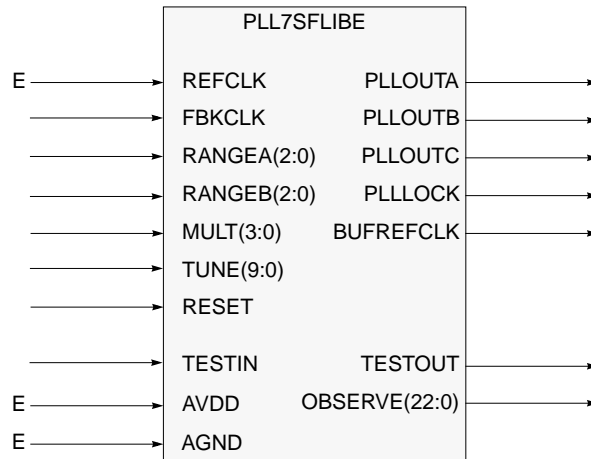 PLL7SFLIBE
E REFCLK PLLOUTA
FBKCLK PLLOUTB
RANGEA(2:0) PLLOUTC
RANGEB(2:0) PLLLOCK
MULT(3:0) BUFREFCLK
TUNE(9:0)
RESET
TESTIN TESTOUT
E AVDD OBSERVE(22:0)
E AGND